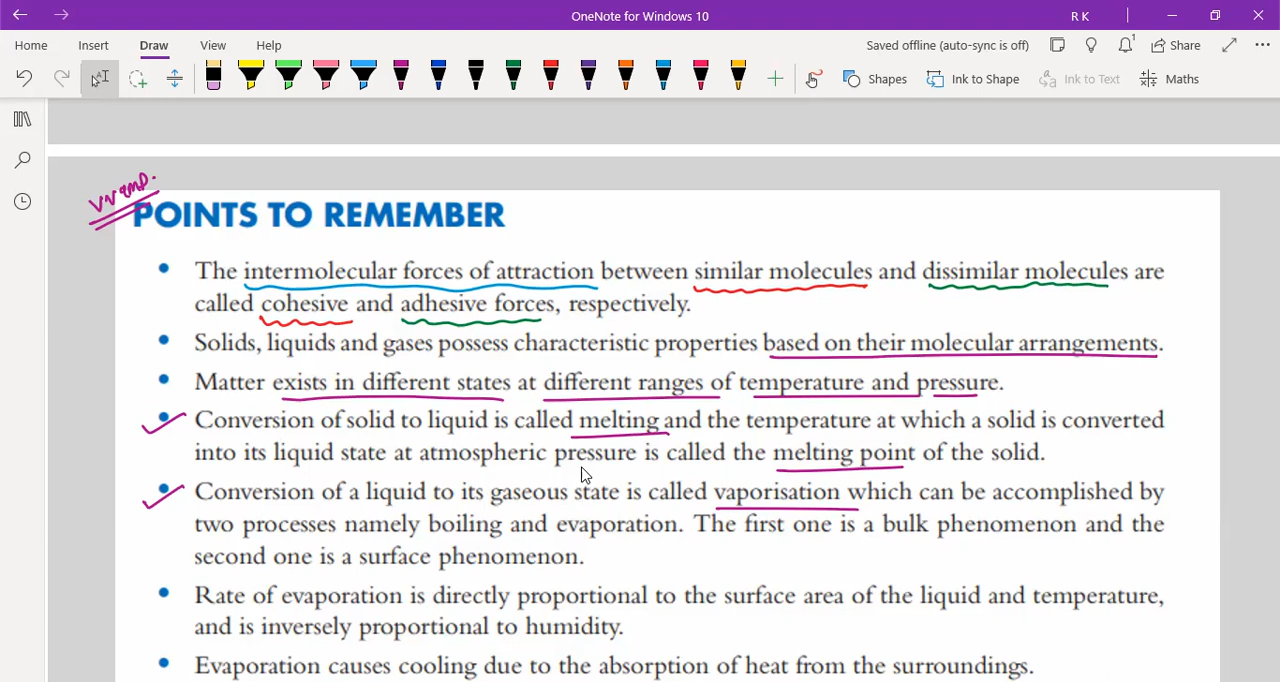 OneNote for Windows 10
R K
Home Insert Draw View Help
Saved offline (auto-sync is off) Share
Shapes Ink to Shape Ink to Text Maths
VV imp.
POINTS TO REMEMBER
• The intermolecular forces of attraction between similar molecules and dissimilar molecules are
called cohesive and adhesive forces, respectively.
• Solids, liquids and gases possess characteristic properties based on their molecular arrangements.
• Matter exists in different states at different ranges of temperature and pressure.
• Conversion of solid to liquid is called melting and the temperature at which a solid is converted
into its liquid state at atmospheric pressure is called the melting point of the solid.
• Conversion of a liquid to its gaseous state is called vaporisation which can be accomplished by
two processes namely boiling and evaporation. The first one is a bulk phenomenon and the
second one is a surface phenomenon.
• Rate of evaporation is directly proportional to the surface area of the liquid and temperature,
and is inversely proportional to humidity.
• Evaporation causes cooling due to the absorption of heat from the surroundings.